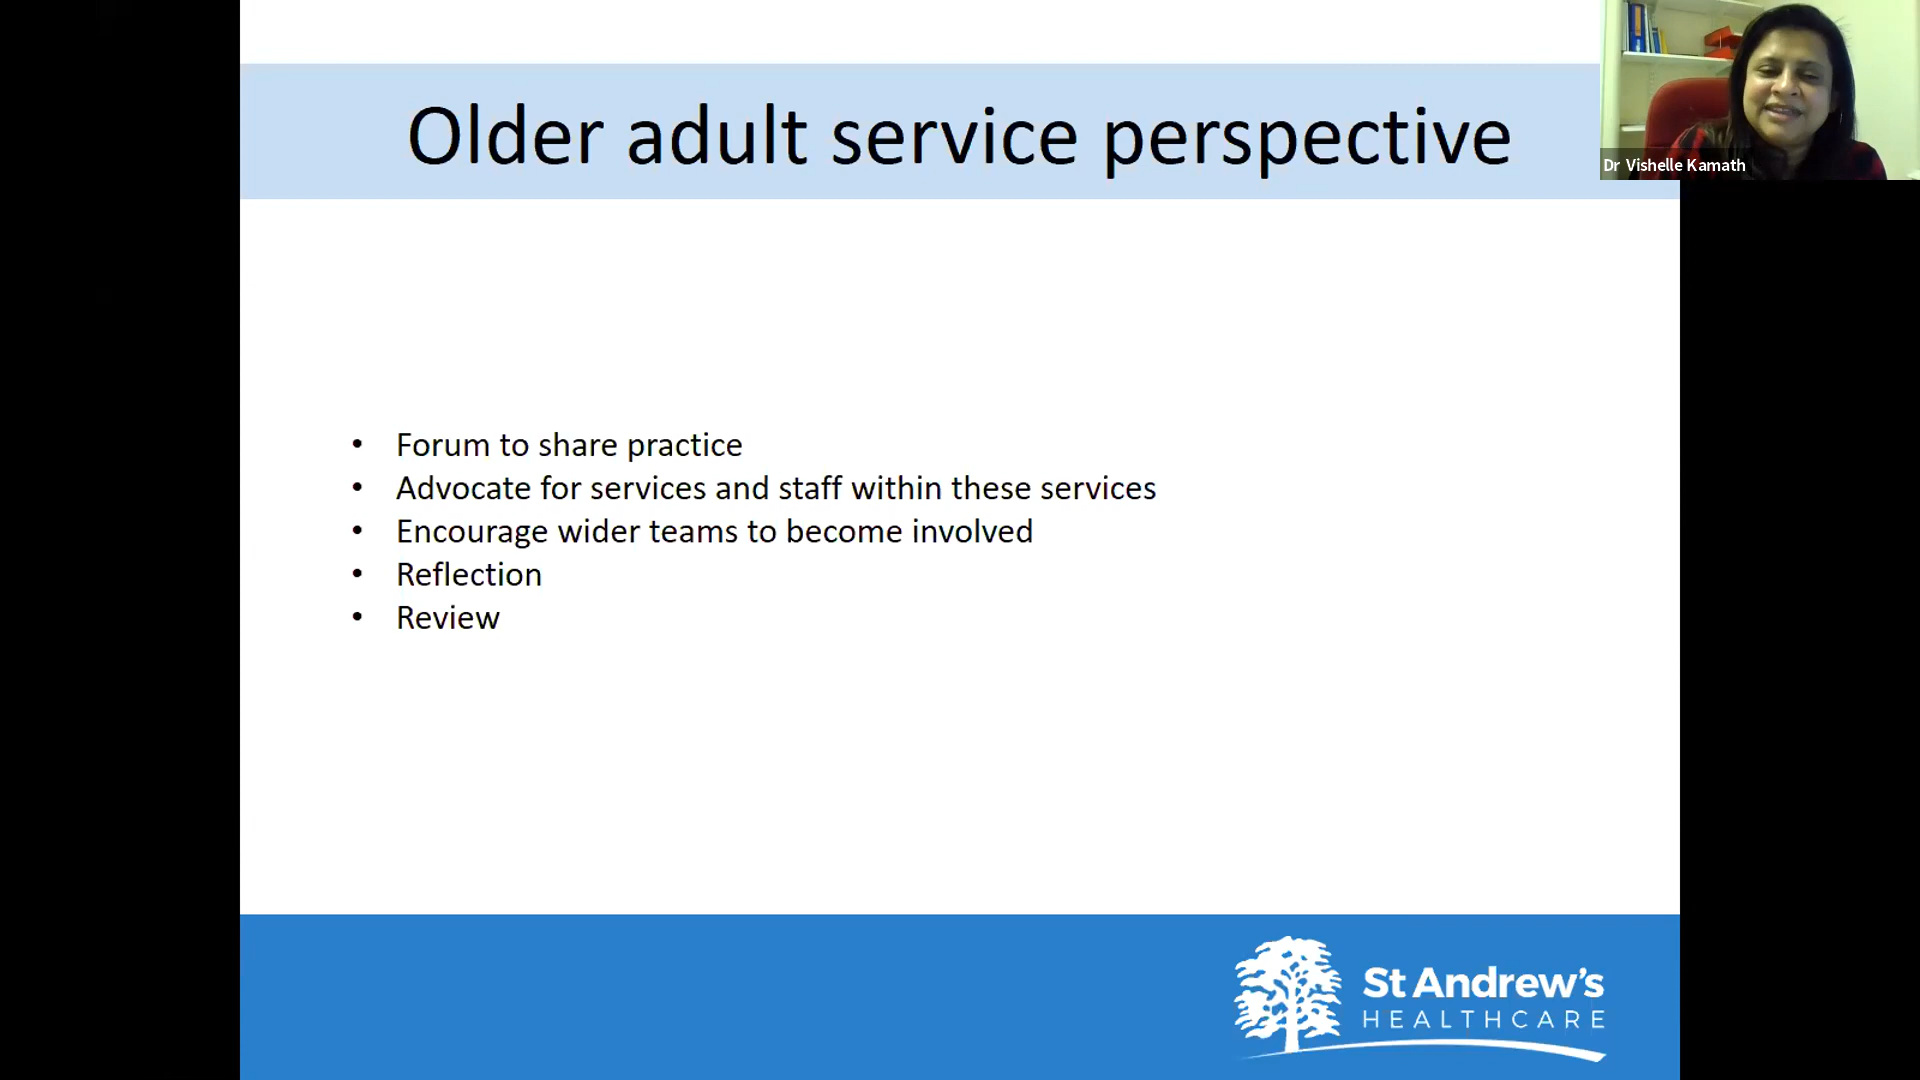 Older adult service perspective
Dr Vishelle Kamath
• Forum to share practice
• Advocate for services and staff within these services
• Encourage wider teams to become involved
• Reflection
• Review
St Andrew's
HEALTHCARE